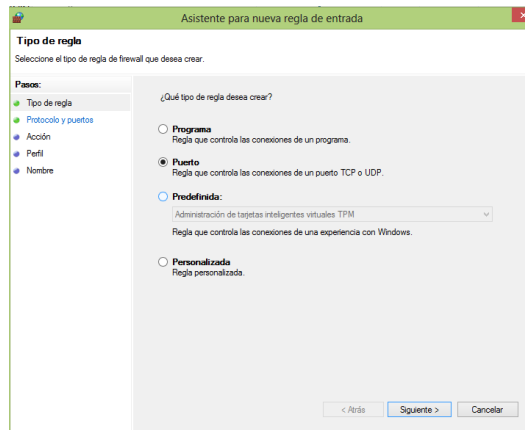 Asistente para nueva regla de entrada
Tipo de regla
Seleccione el tipo de regla de firewall que desea crear.
Pasos:
Tipo de regla
Protocolo y puertos
Acción
Perfil
Nombre
¿Qué tipo de regla desea crear?
Programa
Regla que controla las conexiones de un programa.
Puerto
Regla que controla las conexiones de un puerto TCP o UDP.
Predefinida:
Administración de tarjetas inteligentes virtuales TPM
Regla que controla las conexiones de una experiencia con Windows.
Personalizada
Regla personalizada.
< Atrás
Siguiente >
Cancelar